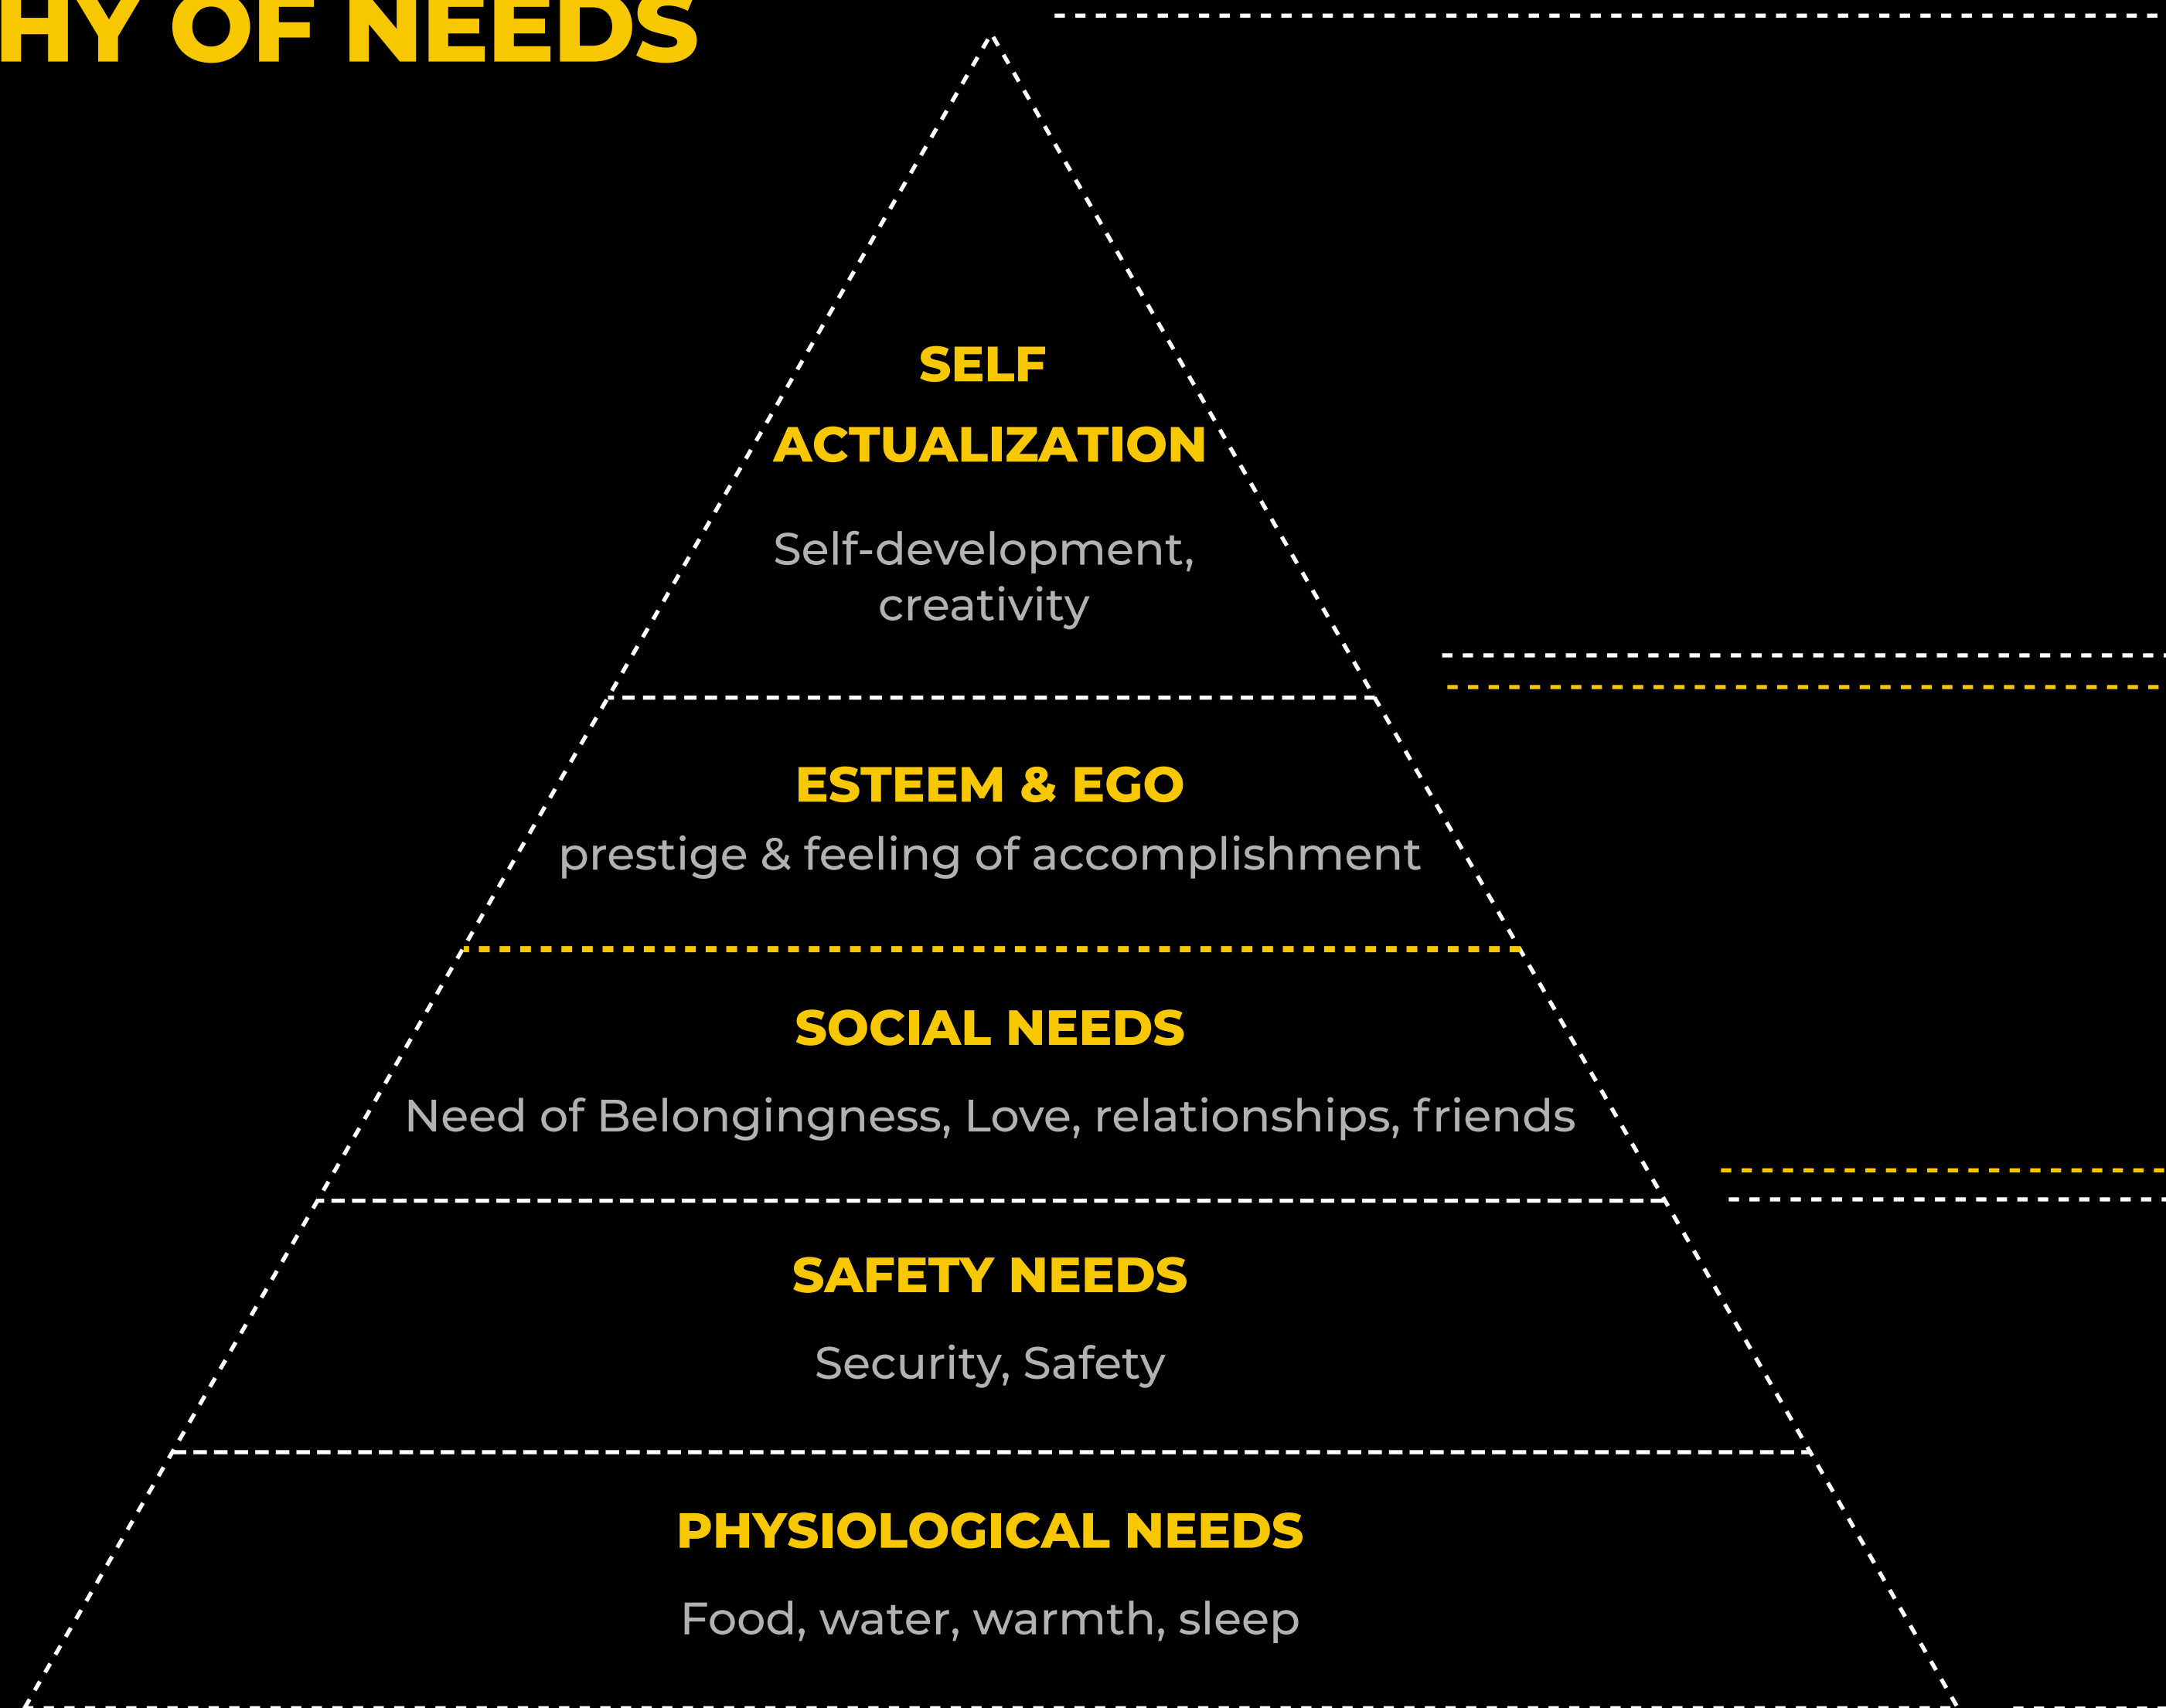 HY OF NEEDS
SELF
ACTUALIZATION
Self-development,
creativity
ESTEEM & EGO
prestige & feeling of accomplishment
SOCIAL NEEDS
Need of Belongingness, Love, relationships, friends
SAFETY NEEDS
Security, Safety
PHYSIOLOGICAL NEEDS
Food, water, warmth, sleep